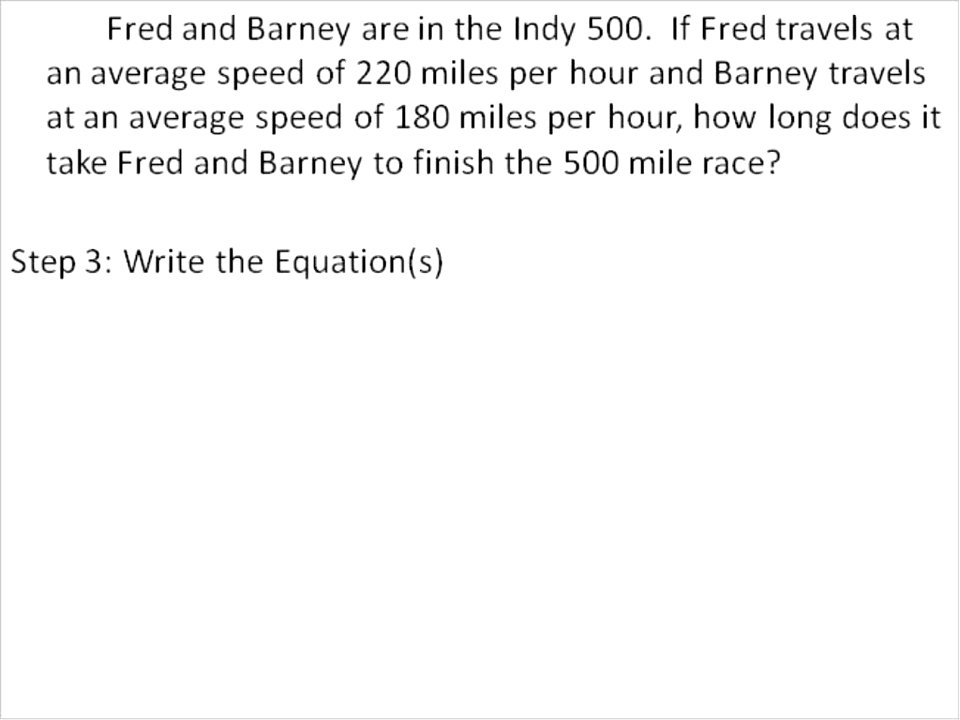 Fred and Barney are in the Indy 500. If Fred travels at
an average speed of 220 miles per hour and Barney travels
at an average speed of 180 miles per hour, how long does it
take Fred and Barney to finish the 500 mile race?
Step 3: Write the Equation(s)